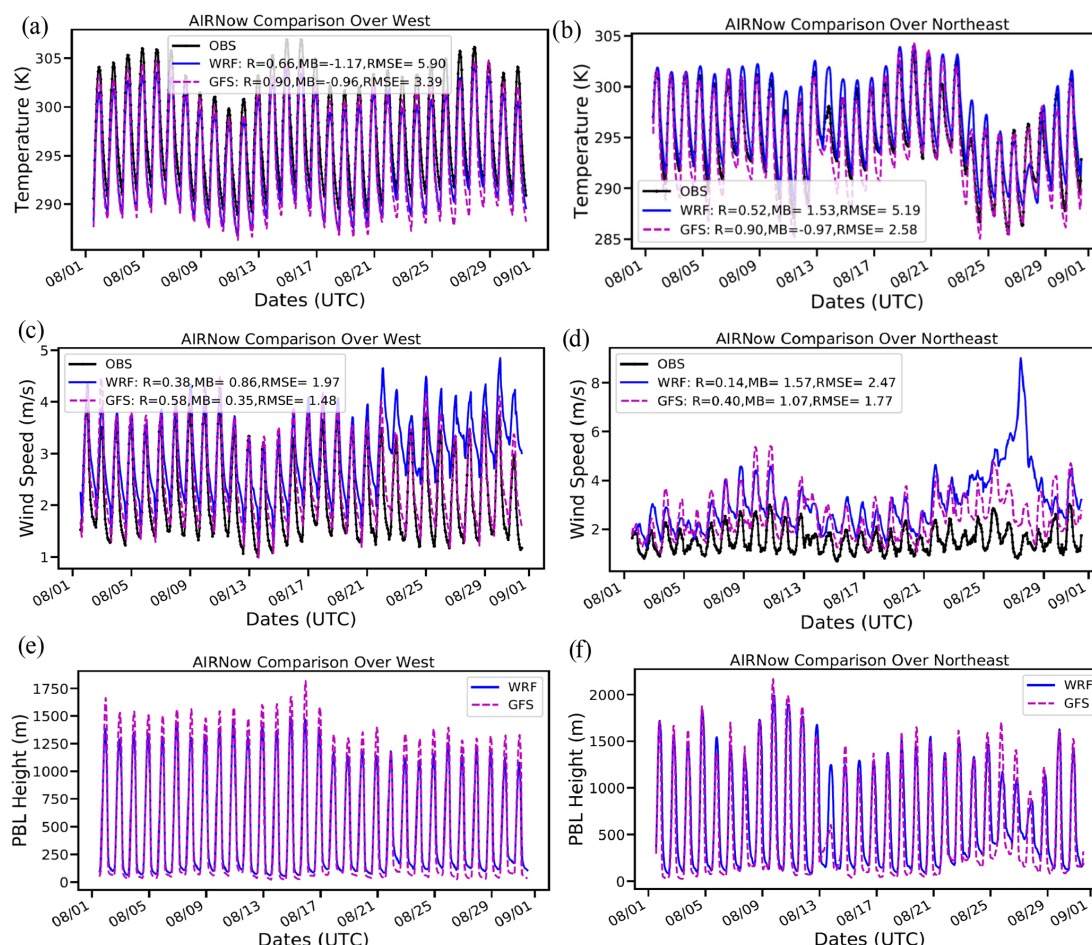 (a)
AIRNow Comparison Over West
OBS
WRF: R=0.66,MB=-1.17,RMSE= 5.90
GFS: R=0.90,MB=-0.96,RMSE= 3.39
Temperature (K)
305
300
295
290
08/01 08/05 08/09 08/13 08/17 08/21 08/25 08/29 09/01
Dates (UTC)
(b)
AIRNow Comparison Over Northeast
OBS
WRF: R=0.52,MB= 1.53,RMSE= 5.19
GFS: R=0.90,MB=-0.97,RMSE= 2.58
Temperature (K)
305
300
295
290
285
08/01 08/05 08/09 08/13 08/17 08/21 08/25 08/29 09/01
Dates (UTC)
(c)
AIRNow Comparison Over West
OBS
WRF: R=0.38,MB= 0.86,RMSE= 1.97
GFS: R=0.58,MB= 0.35,RMSE= 1.48
Wind Speed (m/s)
5
4
3
2
1
08/01 08/05 08/09 08/13 08/17 08/21 08/25 08/29 09/01
Dates (UTC)
(d)
AIRNow Comparison Over Northeast
OBS
WRF: R=0.14,MB= 1.57,RMSE= 2.47
GFS: R=0.40,MB= 1.07,RMSE= 1.77
Wind Speed (m/s)
8
6
4
2
08/01 08/05 08/09 08/13 08/17 08/21 08/25 08/29 09/01
Dates (UTC)
(e)
AIRNow Comparison Over West
WRF
GFS
PBL Height (m)
1750
1500
1250
1000
750
500
250
0
08/01 08/05 08/09 08/13 08/17 08/21 08/25 08/29 09/01
Dates (UTC)
(f)
AIRNow Comparison Over Northeast
WRF
GFS
PBL Height (m)
2000
1500
1000
500
0
08/01 08/05 08/09 08/13 08/17 08/21 08/25 08/29 09/01
Dates (UTC)